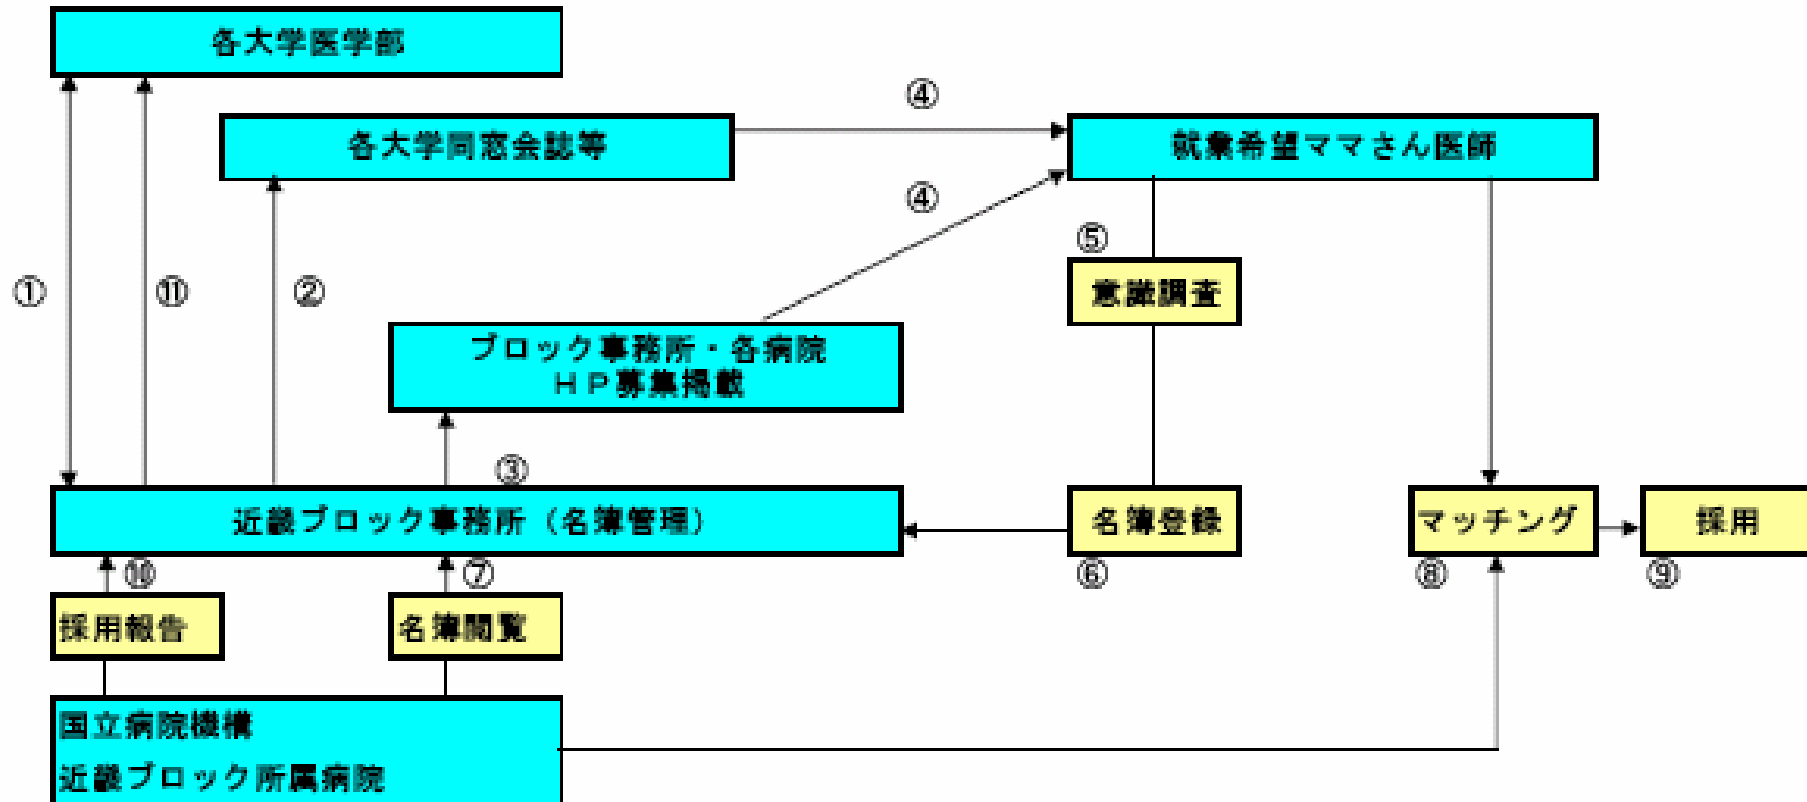 各大学医学部
④
各大学同窓会誌等
就業希望ママさん医師
④
⑤
①
⑪
②
意識調査
ブロック事務所・各病院
ＨＰ募集掲載
③
近畿ブロック事務所（名簿管理）
名簿登録
マッチング
採用
⑩
⑦
⑥
⑧
⑨
採用報告
名簿閲覧
国立病院機構
近畿ブロック所属病院